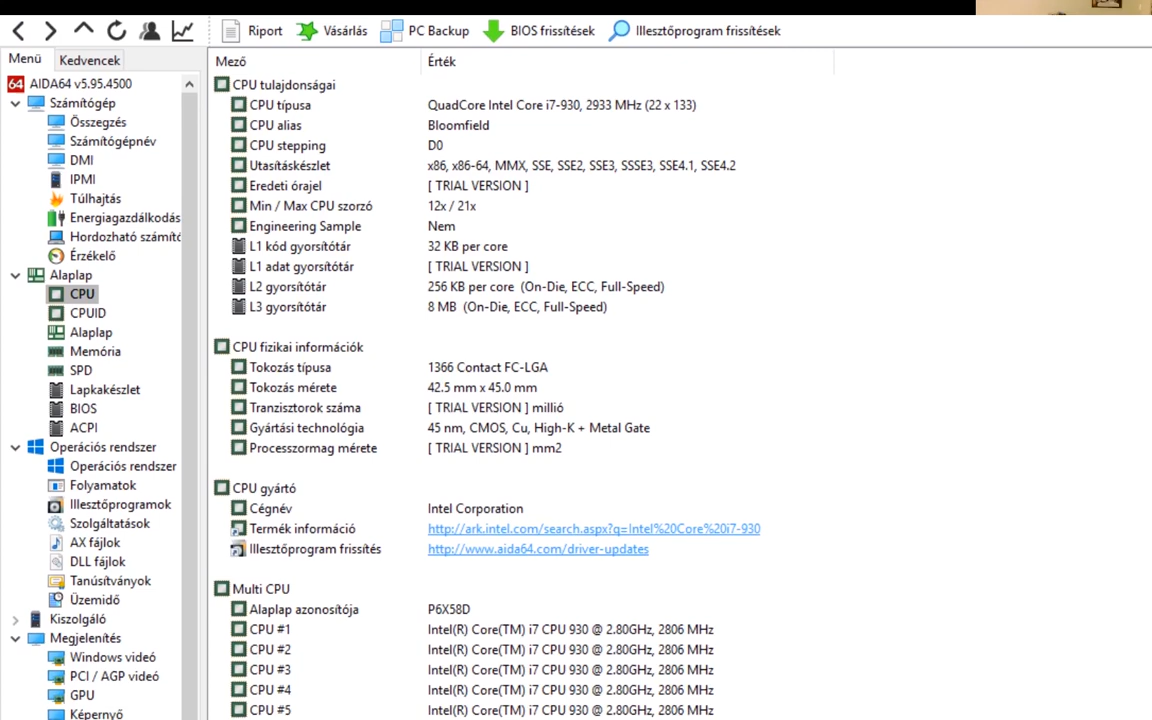 Riport Vásárlás PC Backup BIOS frissítések Illesztőprogram frissítések
Menü Kedvencek
64 AIDA64 v5.95.4500
Számítógép
Összegzés
Számítógépnév
DMI
IPMI
Túlhajtás
Energiagazdálkodás
Hordozható számító
Érzékelő
Alaplap
CPU
CPUID
Alaplap
Memória
SPD
Lapkakészlet
BIOS
ACPI
Operációs rendszer
Operációs rendszer
Folyamatok
Illesztőprogramok
Szolgáltatások
AX fájlok
DLL fájlok
Tanúsítványok
Üzemidő
Kiszolgáló
Megjelenítés
Windows videó
PCI / AGP videó
GPU
Képernyő
Mező Érték
CPU tulajdonságai
CPU típusa QuadCore Intel Core i7-930, 2933 MHz (22 x 133)
CPU alias Bloomfield
CPU stepping D0
Utasításkészlet x86, x86-64, MMX, SSE, SSE2, SSE3, SSSE3, SSE4.1, SSE4.2
Eredeti órajel [ TRIAL VERSION ]
Min / Max CPU szorzó 12x / 21x
Engineering Sample Nem
L1 kód gyorsítótár 32 KB per core
L1 adat gyorsítótár [ TRIAL VERSION ]
L2 gyorsítótár 256 KB per core (On-Die, ECC, Full-Speed)
L3 gyorsítótár 8 MB (On-Die, ECC, Full-Speed)
CPU fizikai információk
Tokozás típusa 1366 Contact FC-LGA
Tokozás mérete 42.5 mm x 45.0 mm
Tranzisztorok száma [ TRIAL VERSION ] millió
Gyártási technológia 45 nm, CMOS, Cu, High-K + Metal Gate
Processzormag mérete [ TRIAL VERSION ] mm2
CPU gyártó
Cégnév Intel Corporation
Termék információ http://ark.intel.com/search.aspx?q=Intel%20Core%20i7-930
Illesztőprogram frissítés http://www.aida64.com/driver-updates
Multi CPU
Alaplap azonosítója P6X58D
CPU #1 Intel(R) Core(TM) i7 CPU 930 @ 2.80GHz, 2806 MHz
CPU #2 Intel(R) Core(TM) i7 CPU 930 @ 2.80GHz, 2806 MHz
CPU #3 Intel(R) Core(TM) i7 CPU 930 @ 2.80GHz, 2806 MHz
CPU #4 Intel(R) Core(TM) i7 CPU 930 @ 2.80GHz, 2806 MHz
CPU #5 Intel(R) Core(TM) i7 CPU 930 @ 2.80GHz, 2806 MHz